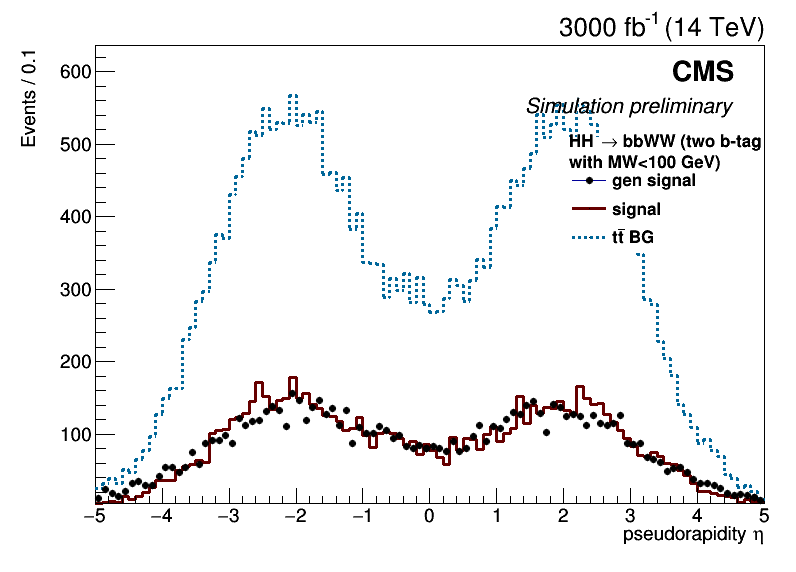 3000 fb⁻¹ (14 TeV)
CMS
Simulation preliminary
HH → bbWW (two b-tag
with MW<100 GeV)
gen signal
signal
tt̄ BG
Events / 0.1
600
500
400
300
200
100
−5 −4 −3 −2 −1 0 1 2 3 4 5
pseudorapidity η